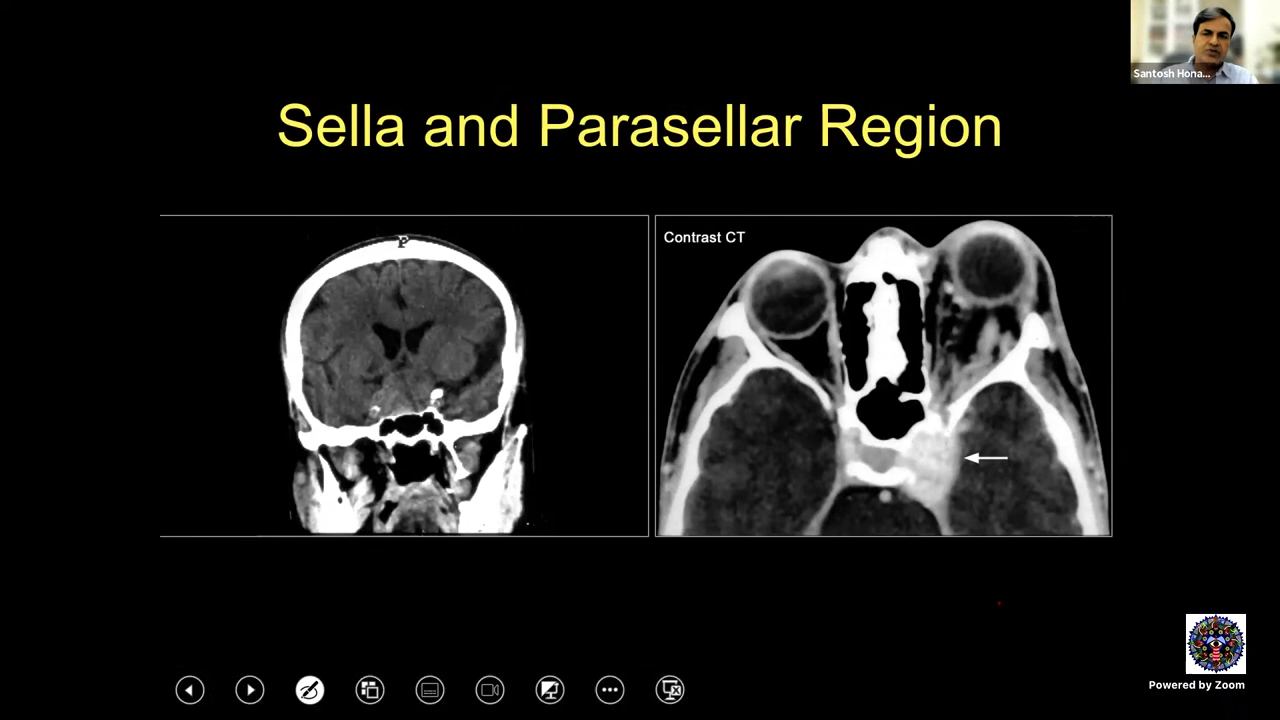 Santosh Hona...
Sella and Parasellar Region
P
Contrast CT
Powered by Zoom